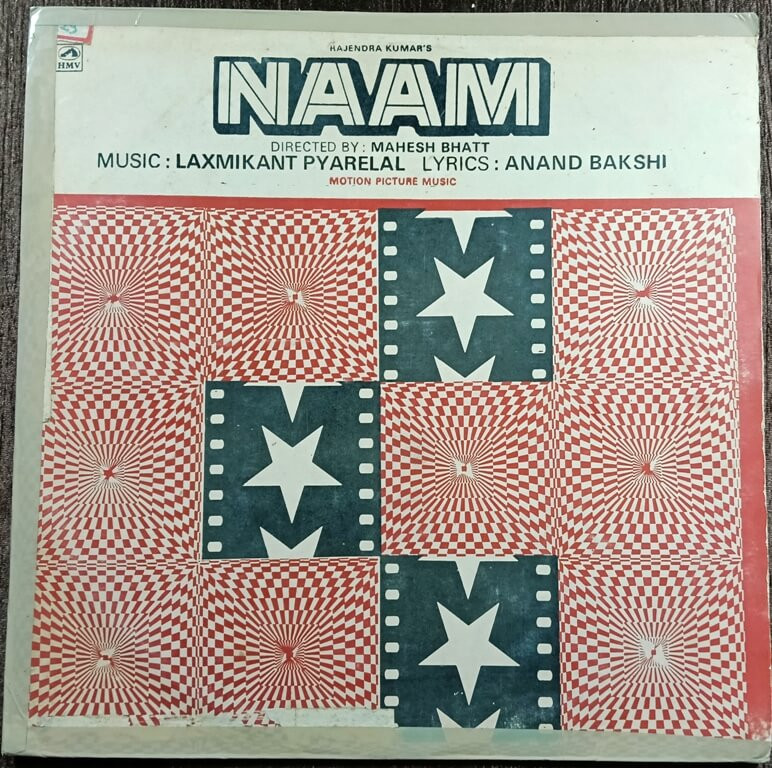 HMV
RAJENDRA KUMAR'S
NAAM
DIRECTED BY: MAHESH BHATT
MUSIC : LAXMIKANT PYARELAL LYRICS : ANAND BAKSHI
MOTION PICTURE MUSIC